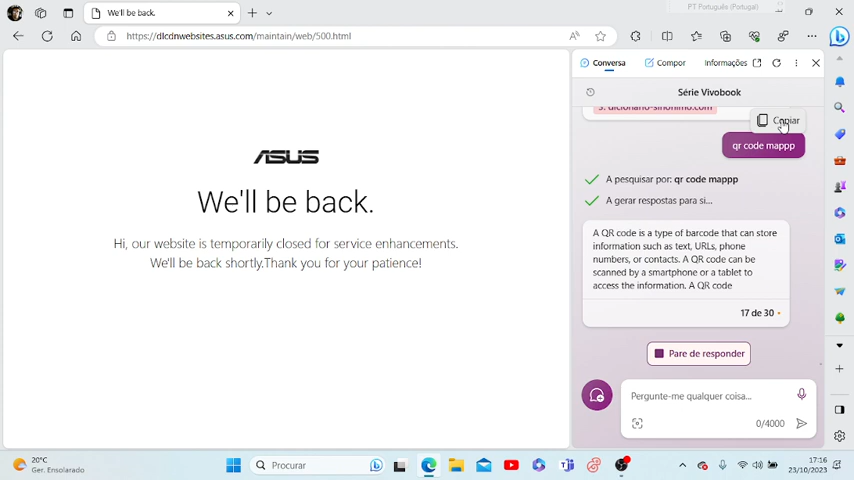 PT Português (Portugal)
We'll be back.
https://dlcdnwebsites.asus.com/maintain/web/500.html
Conversa
Compor
Informações
Série Vivobook
3. dicionario-sinonimo.com
Copiar
qr code mappp
A pesquisar por: qr code mappp
A gerar respostas para si...
A QR code is a type of barcode that can store
information such as text, URLs, phone
numbers, or contacts. A QR code can be
scanned by a smartphone or a tablet to
access the information. A QR code
17 de 30
Pare de responder
Pergunte-me qualquer coisa...
0/4000
ASUS
We'll be back.
Hi, our website is temporarily closed for service enhancements.
We'll be back shortly.Thank you for your patience!
20°C
Ger. Ensolarado
Procurar
17:16
23/10/2023